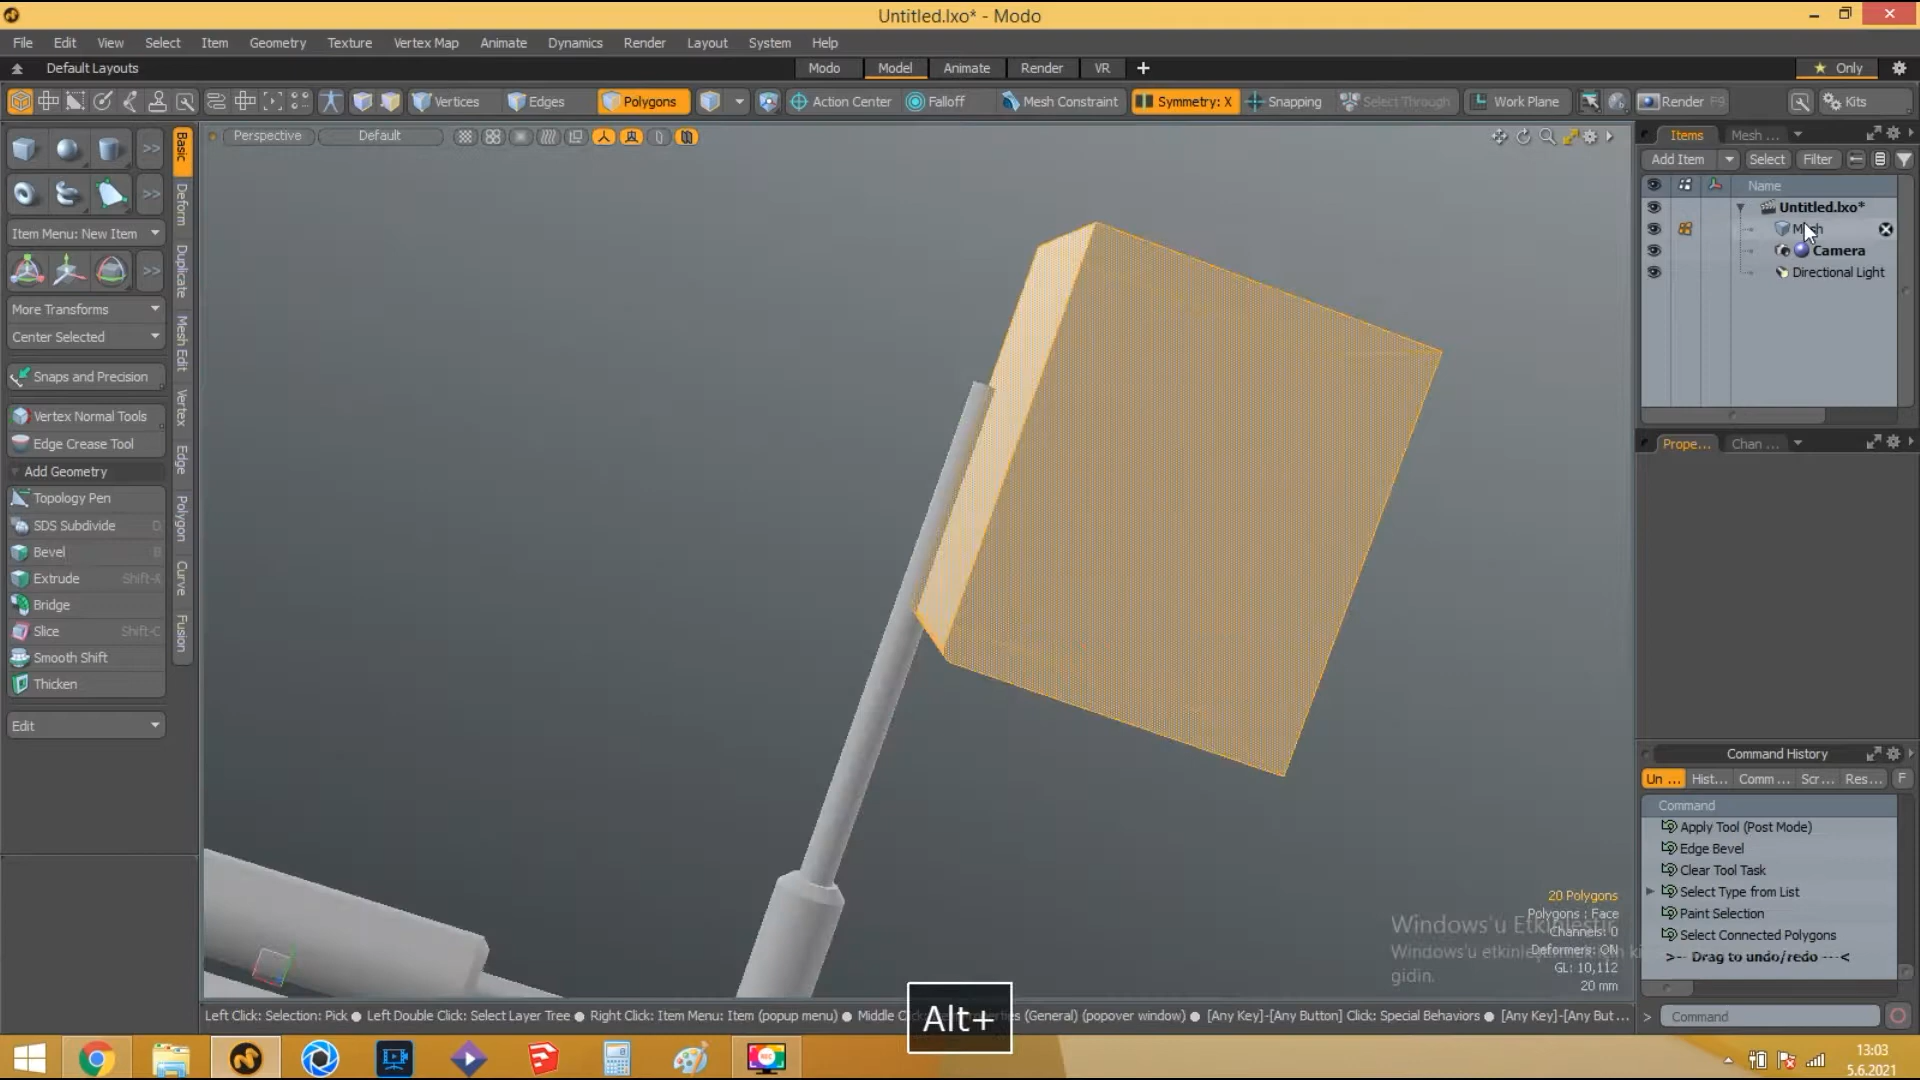 Untitled.lxo* - Modo
File Edit View Select Item Geometry Texture Vertex Map Animate Dynamics Render Layout System Help
Default Layouts Modo Model Animate Render VR + Only
Vertices Edges Polygons Action Center Falloff Mesh Constraint Symmetry: X Snapping Select Through Work Plane Render F9 Kits
Perspective Default
Items Mesh ...
Add Item Select Filter
Name
Untitled.lxo*
Mesh
Camera
Directional Light
>>
>>
Item Menu: New Item
>>
More Transforms
Center Selected
Snaps and Precision
Vertex Normal Tools
Edge Crease Tool
Add Geometry
Topology Pen
SDS Subdivide D
Bevel B
Extrude Shift-X
Bridge
Slice Shift-C
Smooth Shift
Thicken
Edit
Basic
Deform
Duplicate
Mesh Edit
Vertex
Edge
Polygon
Curve
Fusion
Prope... Chan ...
Command History
Un ... Hist... Comm ... Scr ... Res... F
Command
Apply Tool (Post Mode)
Edge Bevel
Clear Tool Task
Select Type from List
Paint Selection
Select Connected Polygons
>-- Drag to undo/redo ---<
> Command
20 Polygons
Polygons : Face
Channels: 0
Deformers: ON
GL: 10,112
20 mm
Windows'u Etkinleştir
gidin.
Left Click: Selection: Pick ● Left Double Click: Select Layer Tree ● Right Click: Item Menu: Item (popup menu) ● Middle (General) (popover window) ● [Any Key]-[Any Button] Click: Special Behaviors ● [Any Key]-[Any But...
Alt+
13:03
5.6.2021